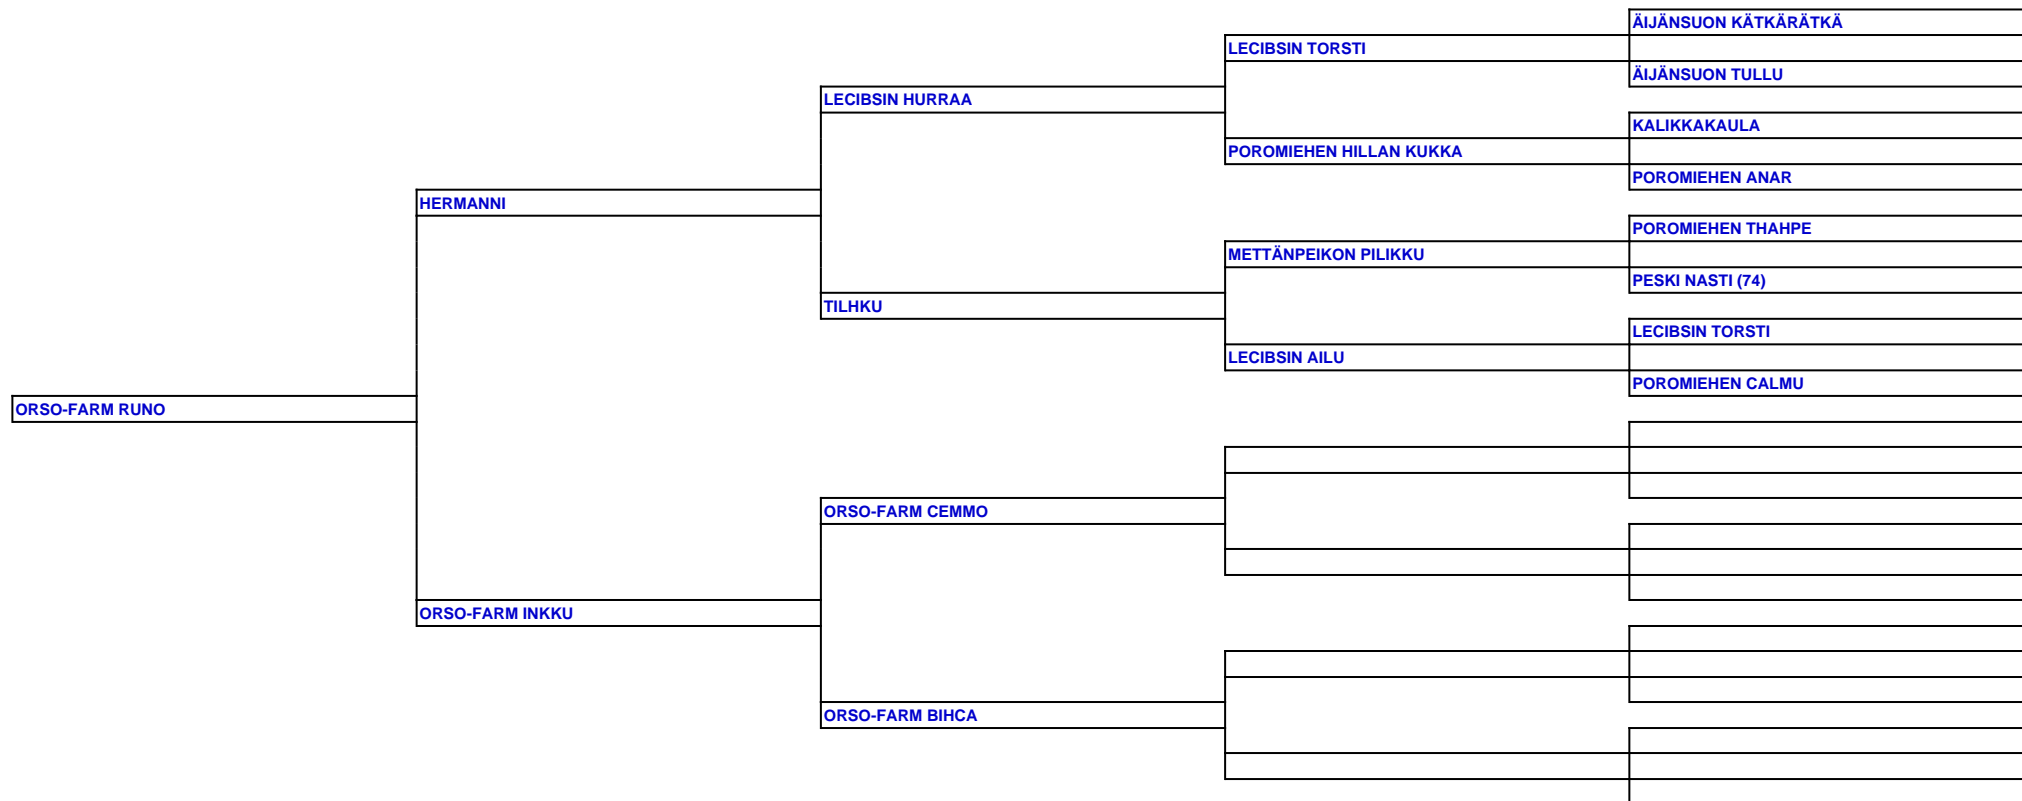 ÄIJÄNSUON KÄTKÄRÄTKÄ
LECIBSIN TORSTI
ÄIJÄNSUON TULLU
LECIBSIN HURRAA
KALIKKAKAULA
POROMIEHEN HILLAN KUKKA
POROMIEHEN ANAR
HERMANNI
POROMIEHEN THAHPE
METTÄNPEIKON PILIKKU
PESKI NASTI (74)
TILHKU
LECIBSIN TORSTI
LECIBSIN AILU
POROMIEHEN CALMU
ORSO-FARM RUNO
ORSO-FARM CEMMO
ORSO-FARM INKKU
ORSO-FARM BIHCA